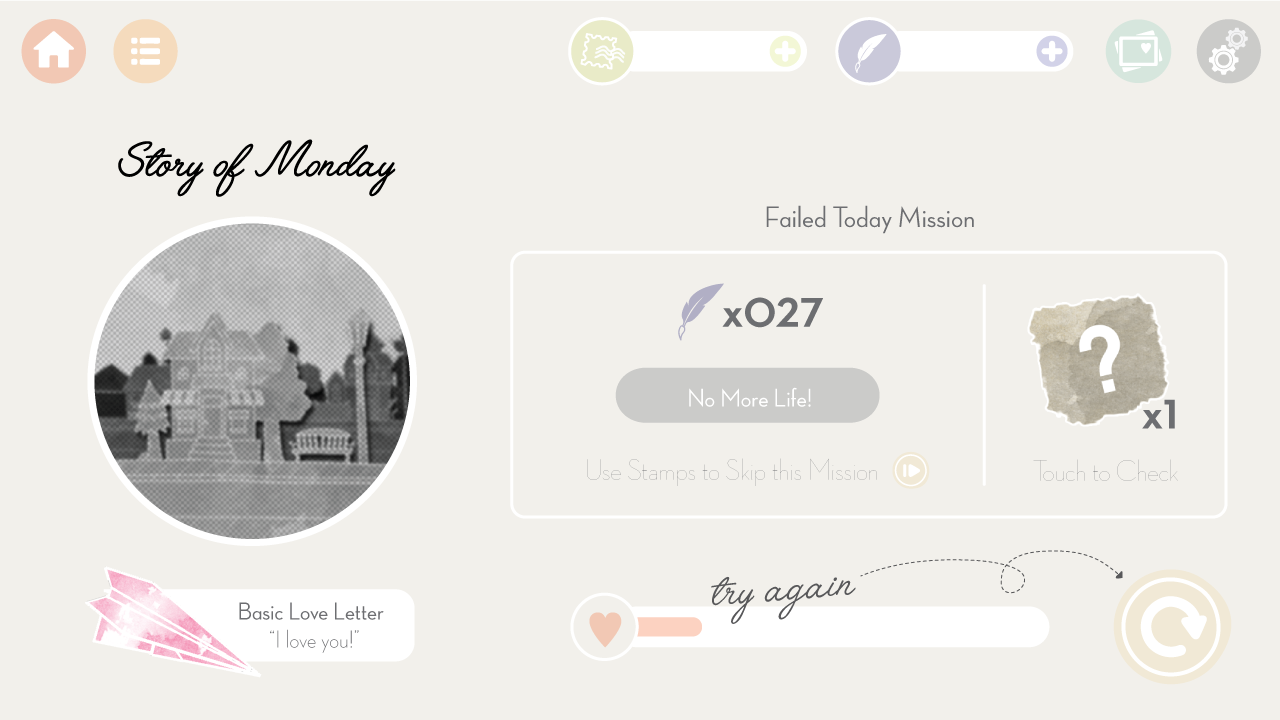 Story of Monday
Failed Today Mission
x027
No More Life!
Use Stamps to Skip this Mission
?
x1
Touch to Check
Basic Love Letter
"I love you!"
try again